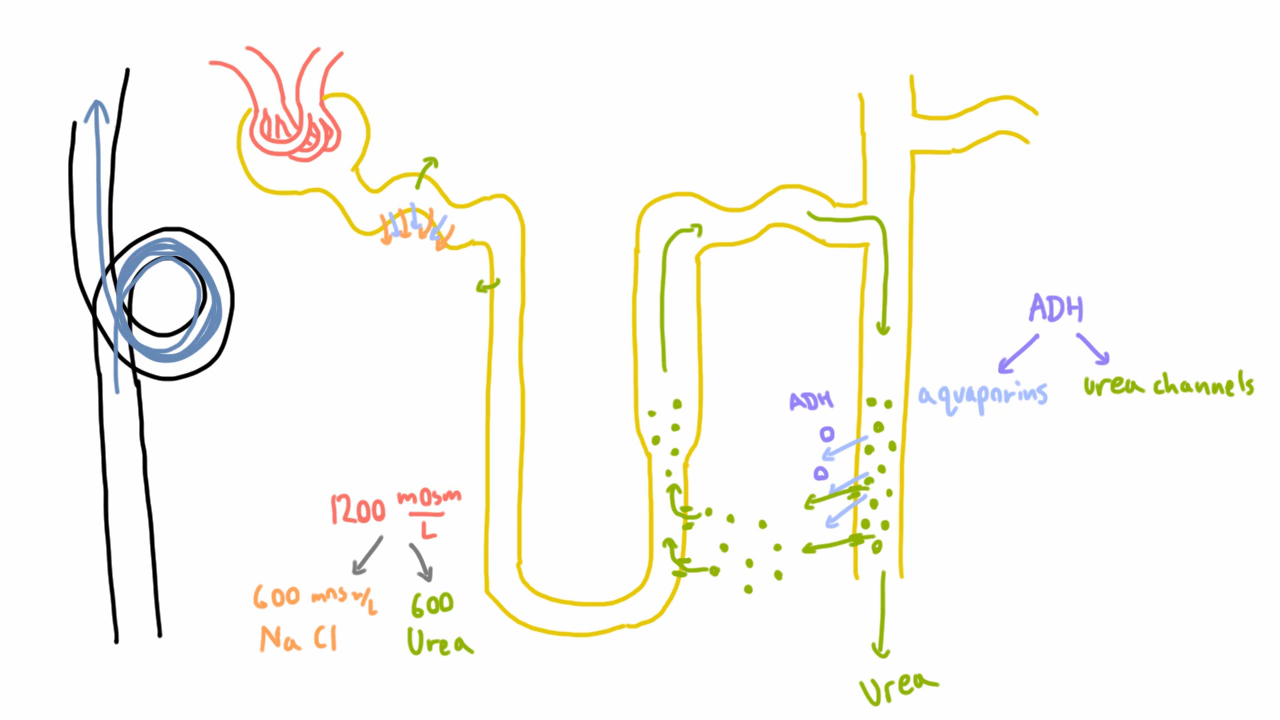 ADH
aquaporins
urea channels
ADH
1200 mOsm/L
600 mOsm/L
NaCl
600
Urea
Urea